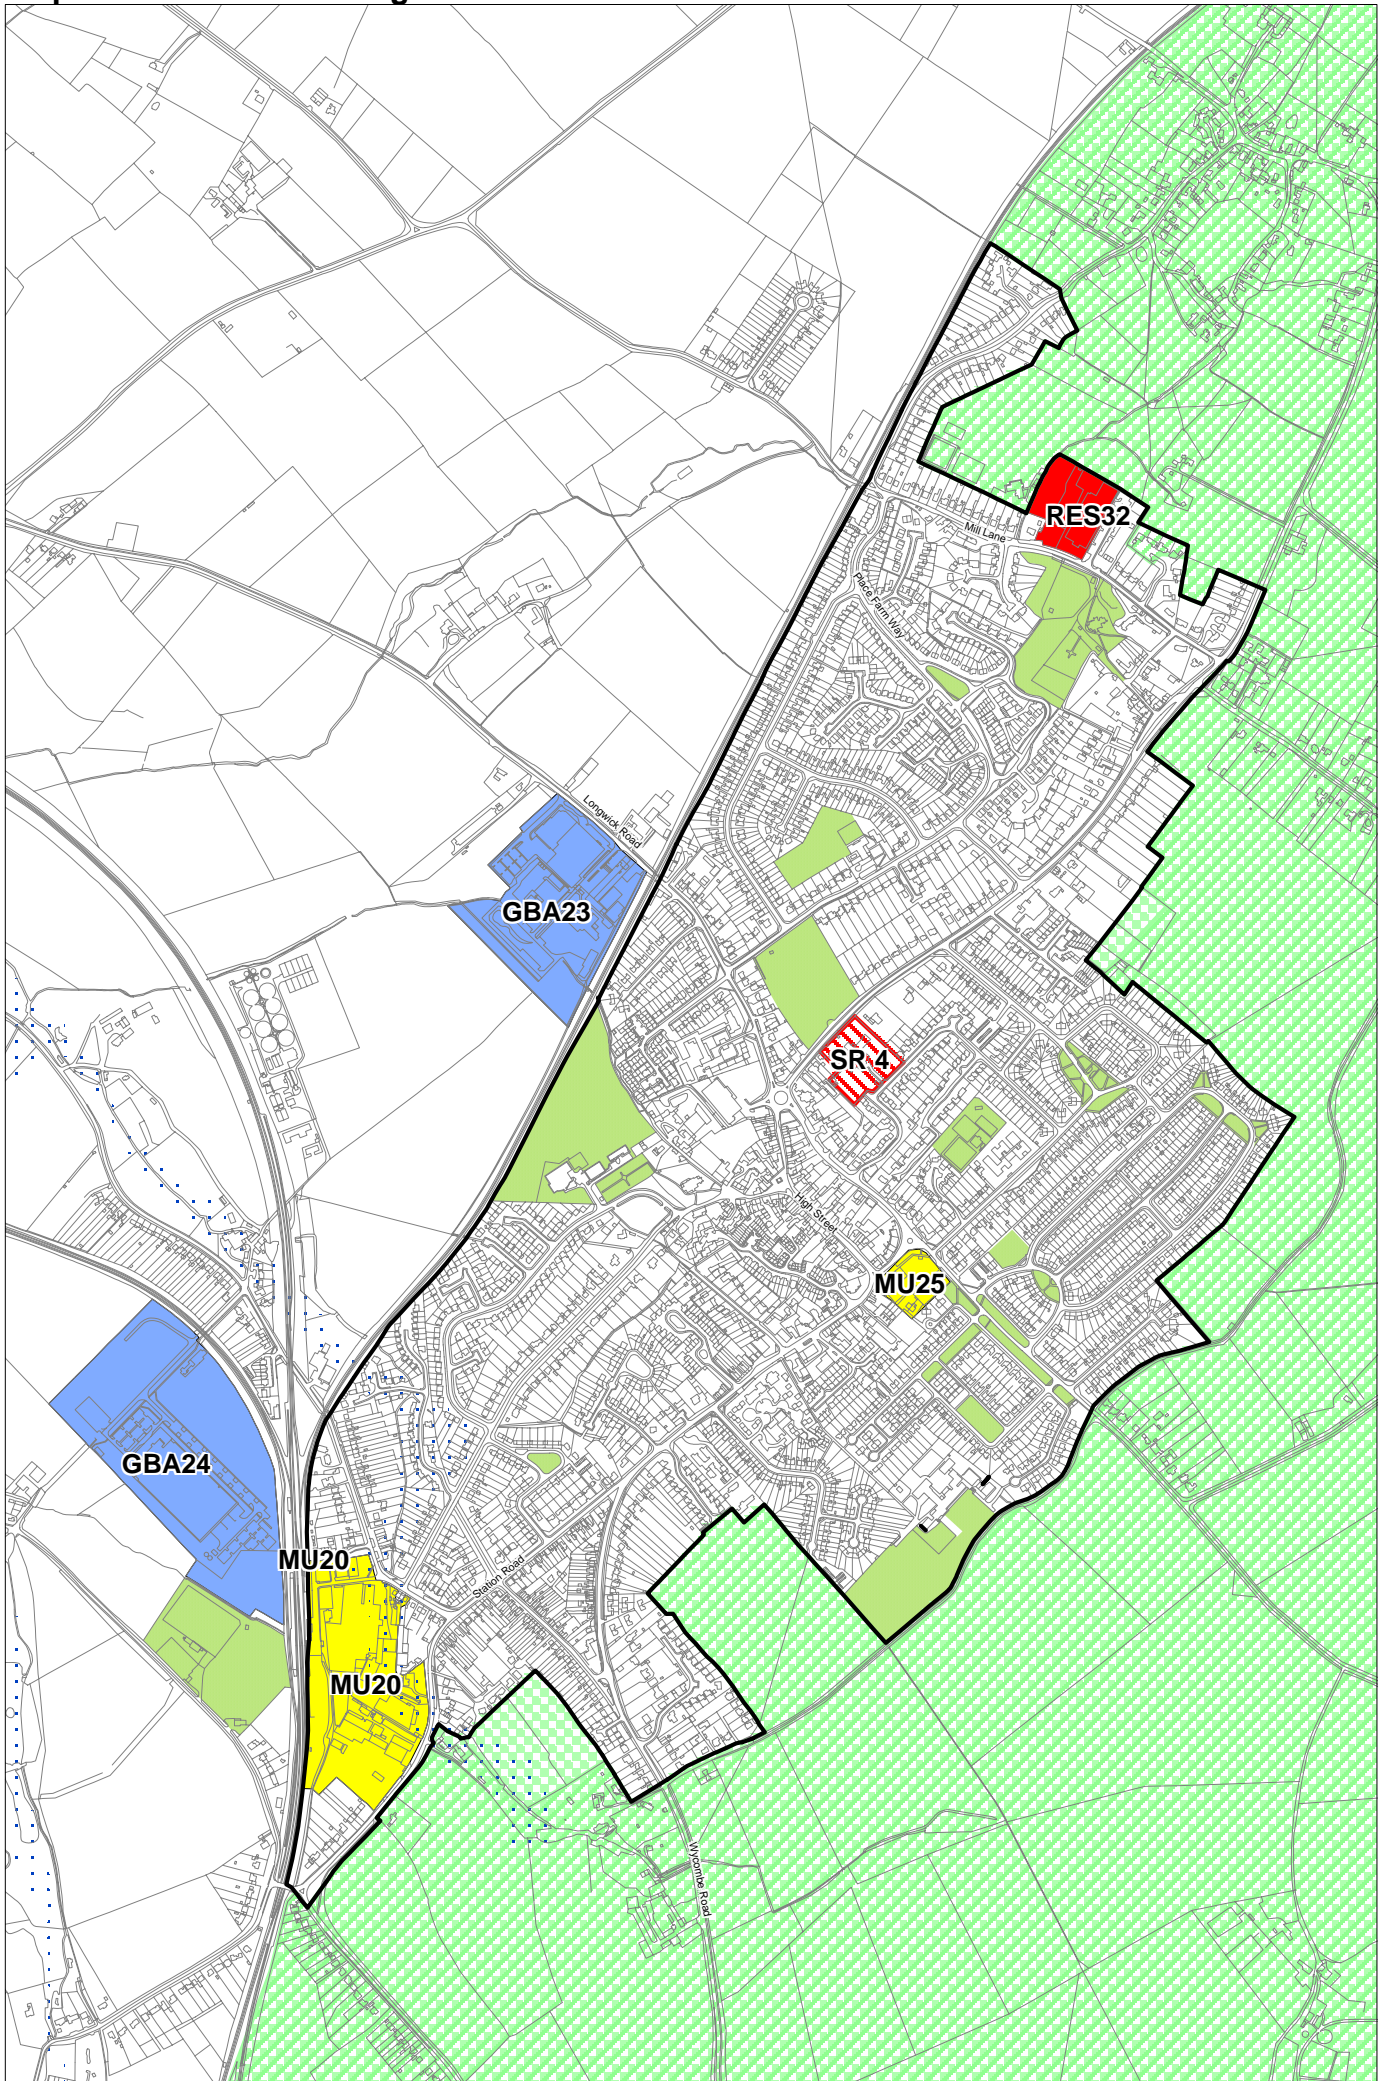 RES32
Mill Lane
Place Farm Way
Longwick Road
GBA23
SR 4
High Street
MU25
GBA24
MU20
Station Road
MU20
Wycombe Road